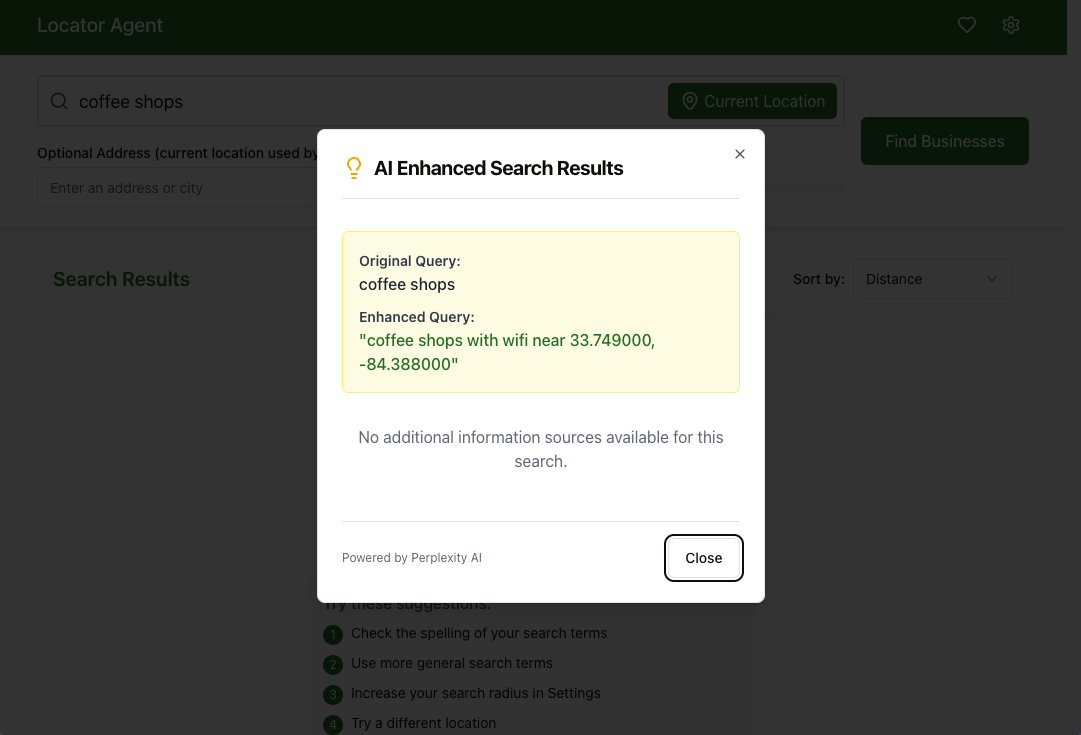 Locator Agent
coffee shops
Current Location
Find Businesses
Optional Address (current location used by
Enter an address or city
AI Enhanced Search Results
Original Query:
coffee shops
Enhanced Query:
"coffee shops with wifi near 33.749000,
-84.388000"
No additional information sources available for this
search.
Powered by Perplexity AI
Close
Search Results
Sort by:
Distance
Try these suggestions:
1 Check the spelling of your search terms
2 Use more general search terms
3 Increase your search radius in Settings
4 Try a different location